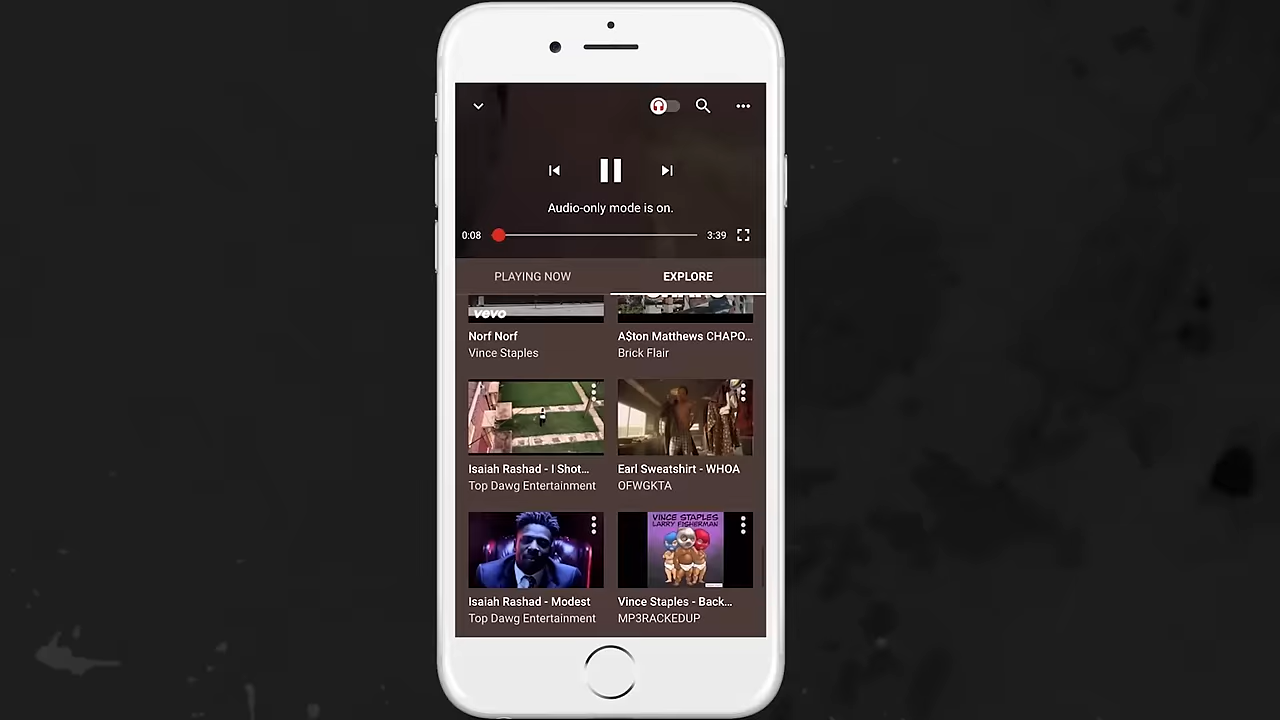 Audio-only mode is on.
0:08
3:39
PLAYING NOW
EXPLORE
vevo
Norf Norf
Vince Staples
A$ton Matthews CHAPO...
Brick Flair
Isaiah Rashad - I Shot...
Top Dawg Entertainment
Earl Sweatshirt - WHOA
OFWGKTA
VINCE STAPLES
LARRY FISHERMAN
Isaiah Rashad - Modest
Top Dawg Entertainment
Vince Staples - Back...
MP3RACKEDUP